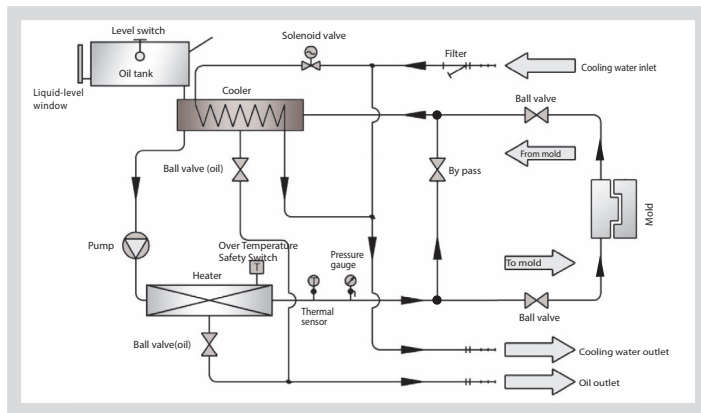 Level switch
Oil tank
Liquid-level
window
Solenoid valve
Filter
Cooling water inlet
Cooler
Ball valve
From mold
Ball valve (oil)
By pass
Mold
Pump
Over Temperature
Safety Switch
T
Pressure
gauge
To mold
Heater
T
Thermal
sensor
Ball valve
Ball valve(oil)
Cooling water outlet
Oil outlet